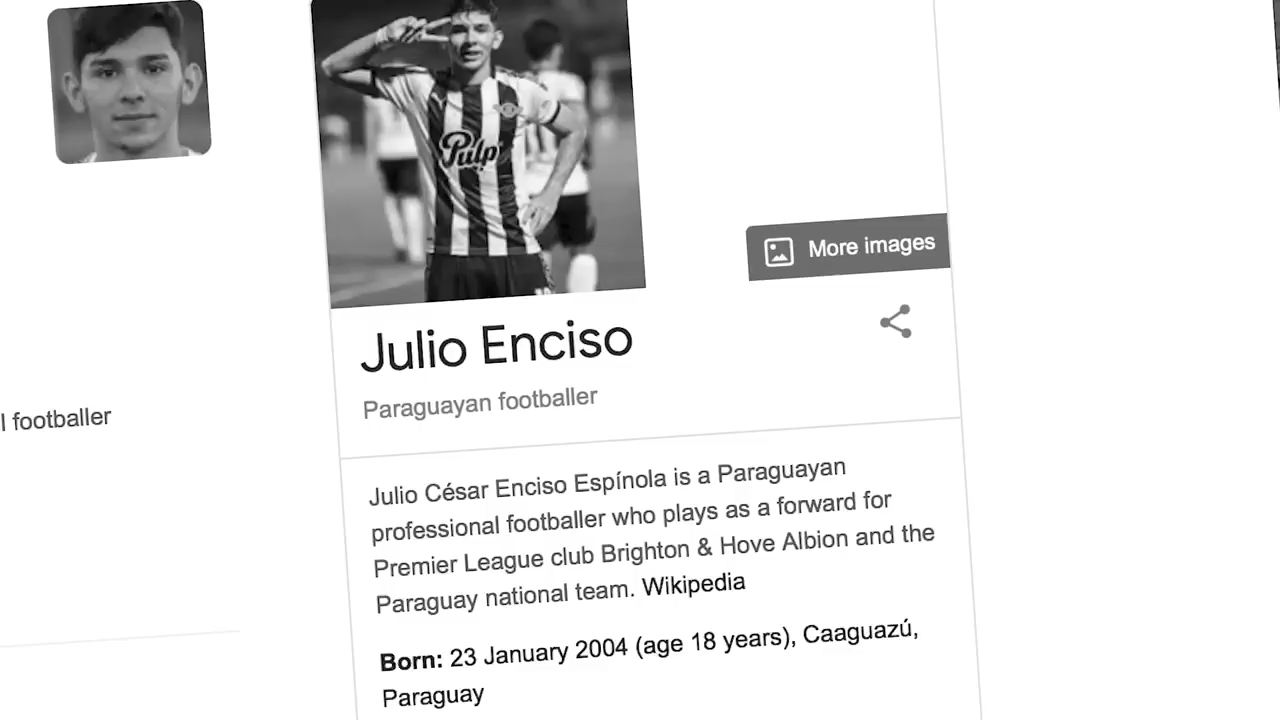 Pulp
More images
Julio Enciso
Paraguayan footballer
l footballer
Julio César Enciso Espínola is a Paraguayan
professional footballer who plays as a forward for
Premier League club Brighton & Hove Albion and the
Paraguay national team. Wikipedia
Born: 23 January 2004 (age 18 years), Caaguazú,
Paraguay